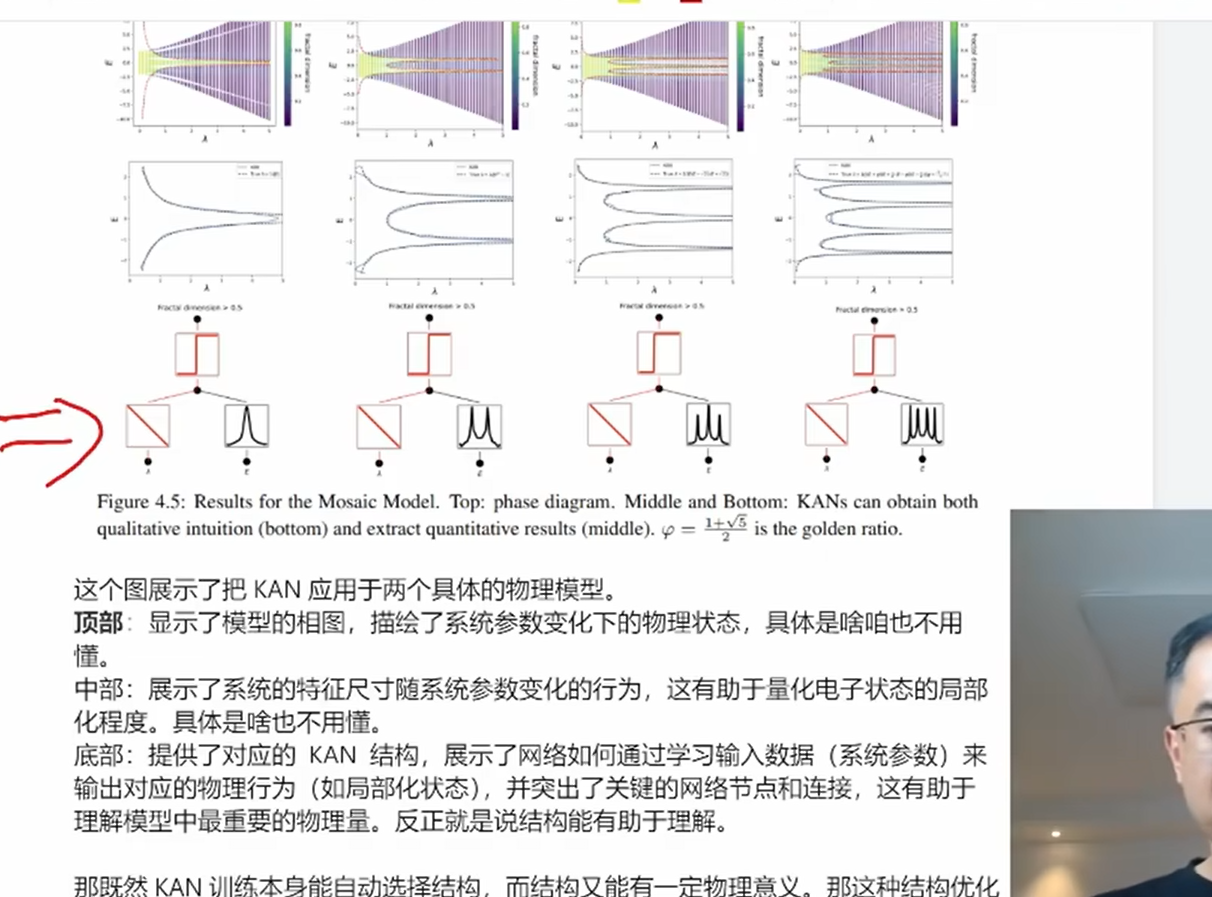 fractal dimension
fractal dimension
fractal dimension
fractal dimension
E
E
E
E
λ
λ
λ
λ
KAN
KAN
KAN
KAN
E
E
E
E
λ
λ
λ
λ
Fractal dimension > 0.5
Fractal dimension > 0.5
Fractal dimension > 0.5
Fractal dimension > 0.5
λ
E
λ
E
λ
E
λ
E
Figure 4.5: Results for the Mosaic Model. Top: phase diagram. Middle and Bottom: KANs can obtain both
qualitative intuition (bottom) and extract quantitative results (middle). φ = (1+√5)/2 is the golden ratio.
这个图展示了把 KAN 应用于两个具体的物理模型。
顶部：显示了模型的相图，描绘了系统参数变化下的物理状态，具体是啥咱也不用
懂。
中部：展示了系统的特征尺寸随系统参数变化的行为，这有助于量化电子状态的局部
化程度。具体是啥也不用懂。
底部：提供了对应的 KAN 结构，展示了网络如何通过学习输入数据（系统参数）来
输出对应的物理行为（如局部化状态），并突出了关键的网络节点和连接，这有助于
理解模型中最重要的物理量。反正就是说结构能有助于理解。
那既然 KAN 训练本身能自动选择结构，而结构又能有一定物理意义。那这种结构优化